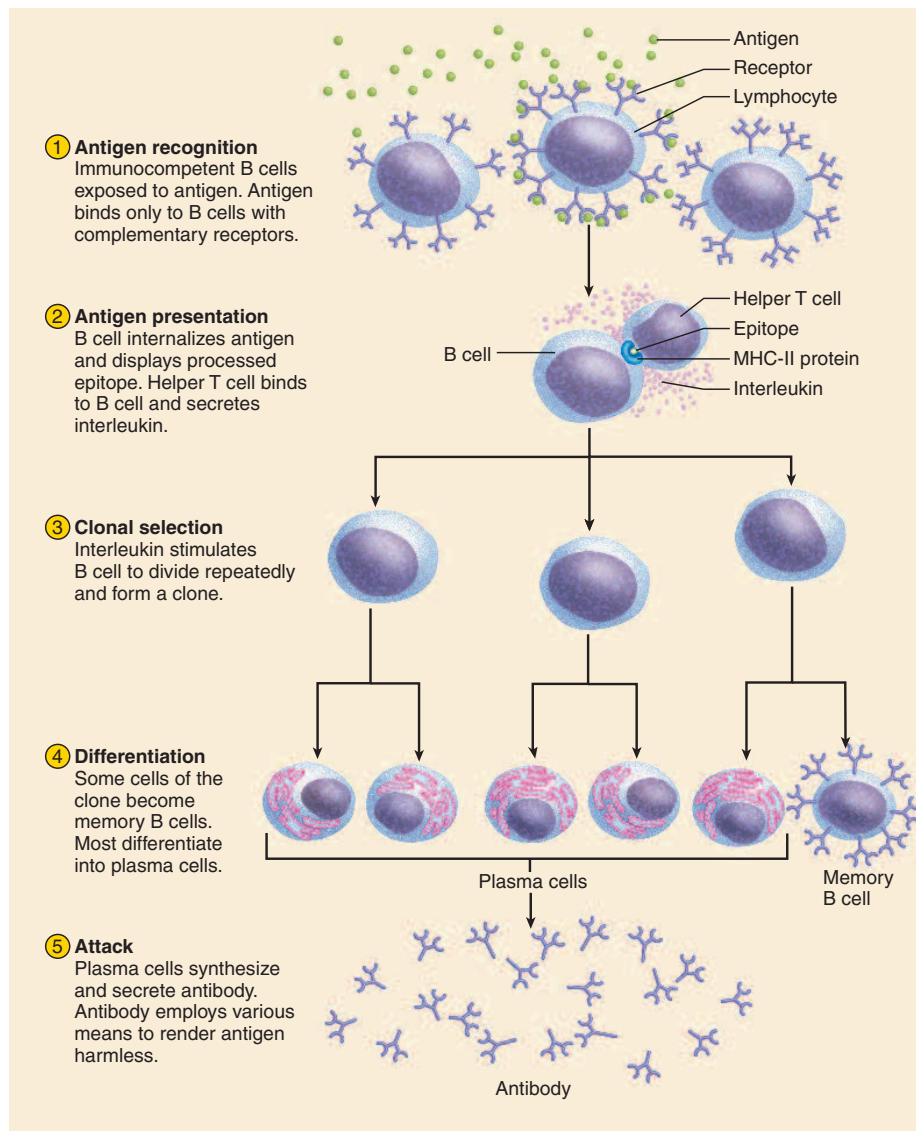 Antigen
Receptor
Lymphocyte
1 Antigen recognition
Immunocompetent B cells
exposed to antigen. Antigen
binds only to B cells with
complementary receptors.
2 Antigen presentation
B cell internalizes antigen
and displays processed
epitope. Helper T cell binds
to B cell and secretes
interleukin.
B cell
Helper T cell
Epitope
MHC-II protein
Interleukin
3 Clonal selection
Interleukin stimulates
B cell to divide repeatedly
and form a clone.
4 Differentiation
Some cells of the
clone become
memory B cells.
Most differentiate
into plasma cells.
Plasma cells
Memory
B cell
5 Attack
Plasma cells synthesize
and secrete antibody.
Antibody employs various
means to render antigen
harmless.
Antibody